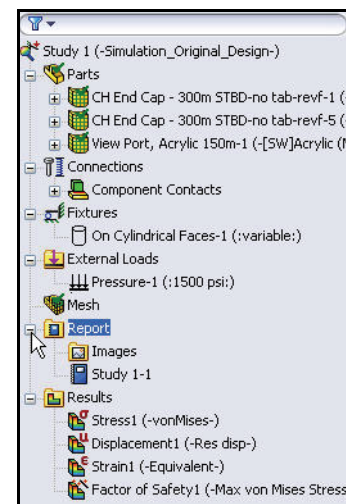 Study 1 (-Simulation_Original_Design-)
Parts
CH End Cap - 300m STBD-no tab-revf-1 (-
CH End Cap - 300m STBD-no tab-revf-5 (-
View Port, Acrylic 150m-1 (-[SW]Acrylic (M
Connections
Component Contacts
Fixtures
On Cylindrical Faces-1 (:variable:)
External Loads
Pressure-1 (:1500 psi:)
Mesh
Report
Images
Study 1-1
Results
Stress1 (-vonMises-)
Displacement1 (-Res disp-)
Strain1 (-Equivalent-)
Factor of Safety1 (-Max von Mises Stress